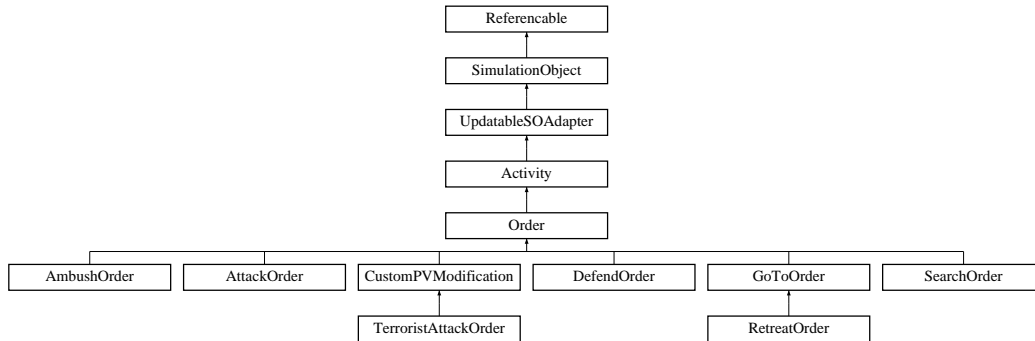 Referencable
SimulationObject
UpdatableSOAdapter
Activity
Order
AmbushOrder
AttackOrder
CustomPVModification
DefendOrder
GoToOrder
SearchOrder
TerroristAttackOrder
RetreatOrder